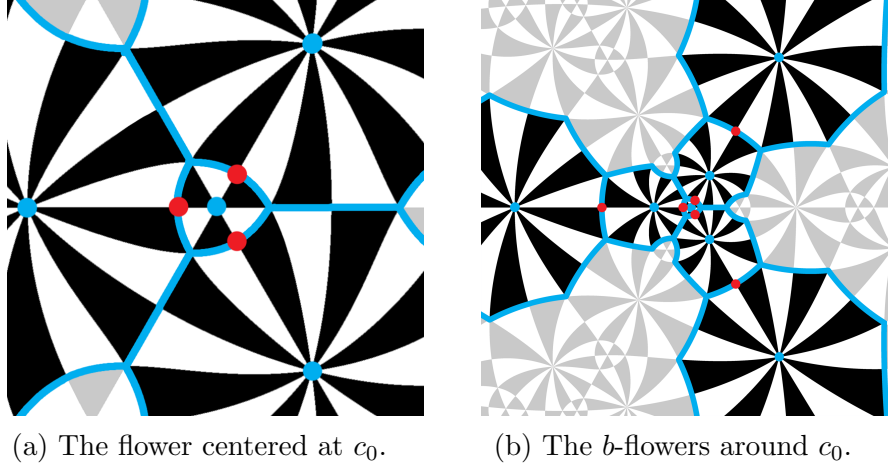 (a) The flower centered at c₀.
(b) The b-flowers around c₀.